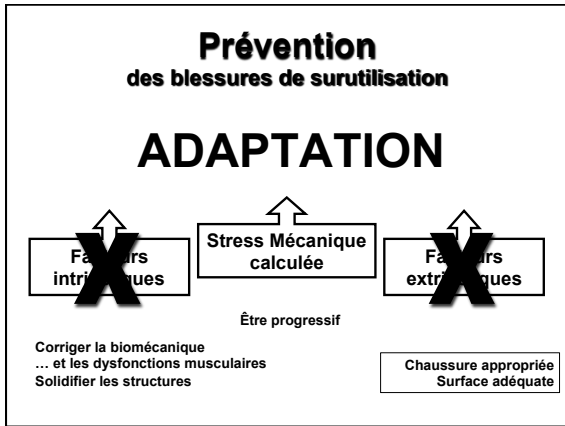 Prévention
des blessures de surutilisation
ADAPTATION
Stress Mécanique
calculée
X
X
Être progressif
Corriger la biomécanique
… et les dysfonctions musculaires
Solidifier les structures
Chaussure appropriée
Surface adéquate